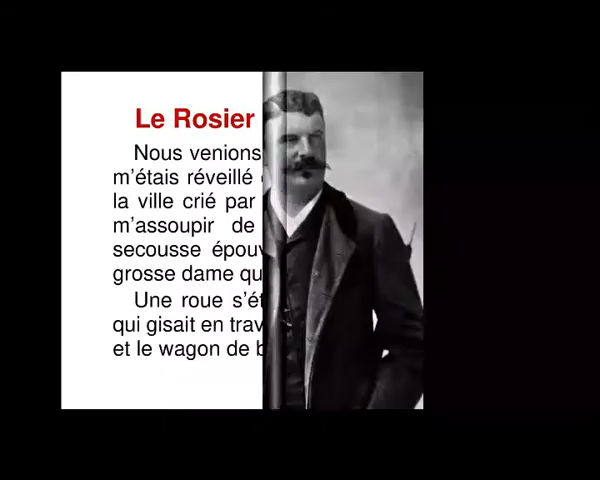 Le Rosier
Nous venions
m'étais réveillé
la ville crié par
m'assoupir de
secousse épouv
grosse dame qu
Une roue s'ét
qui gisait en trav
et le wagon de b